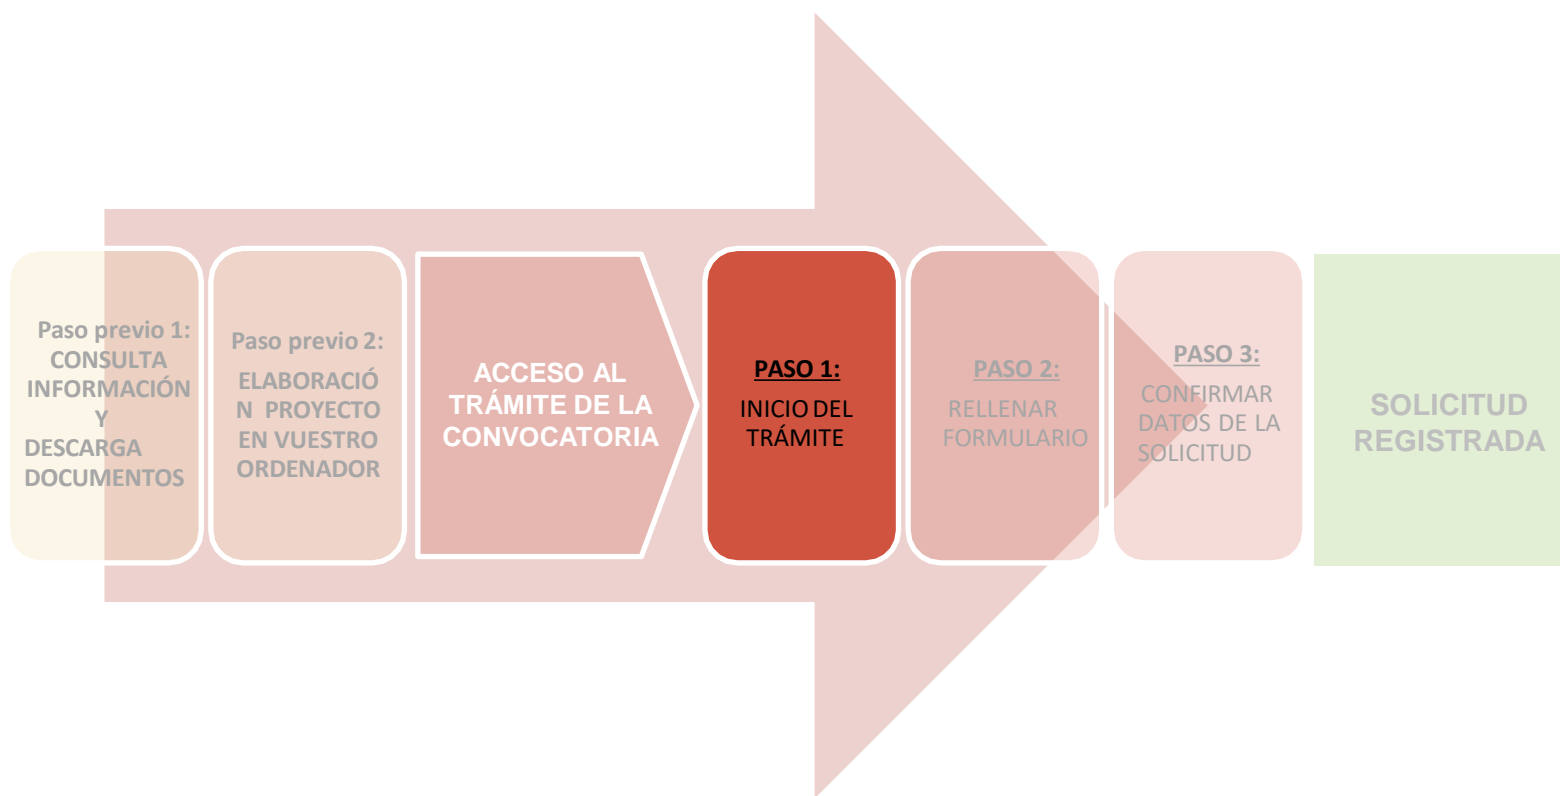 Paso previo 1:
CONSULTA
INFORMACIÓN
Y
DESCARGA
DOCUMENTOS
Paso previo 2:
ELABORACIÓ
N PROYECTO
EN VUESTRO
ORDENADOR
ACCESO AL
TRÁMITE DE LA
CONVOCATORIA
PASO 1:
INICIO DEL
TRÁMITE
PASO 2:
RELLENAR
FORMULARIO
PASO 3:
CONFIRMAR
DATOS DE LA
SOLICITUD
SOLICITUD
REGISTRADA